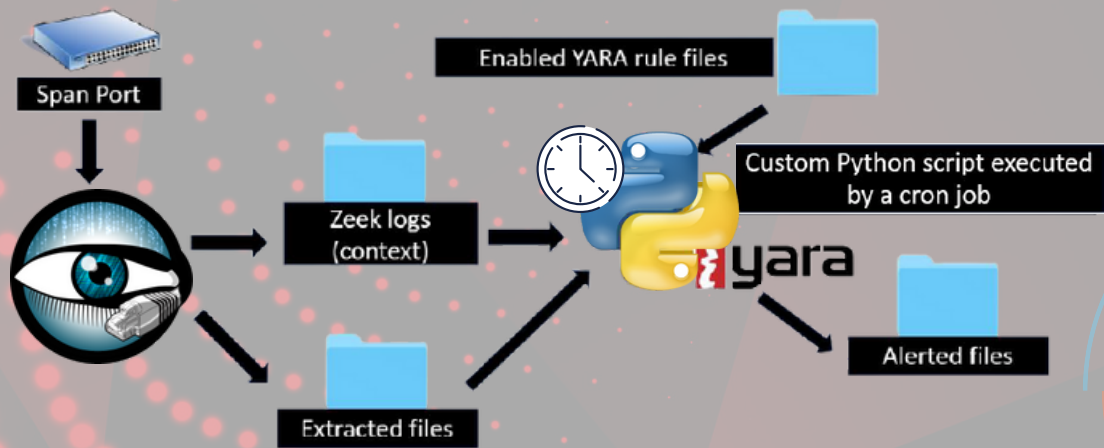 Span Port
Enabled YARA rule files
Zeek logs
(context)
Custom Python script executed
by a cron job
yara
Extracted files
Alerted files